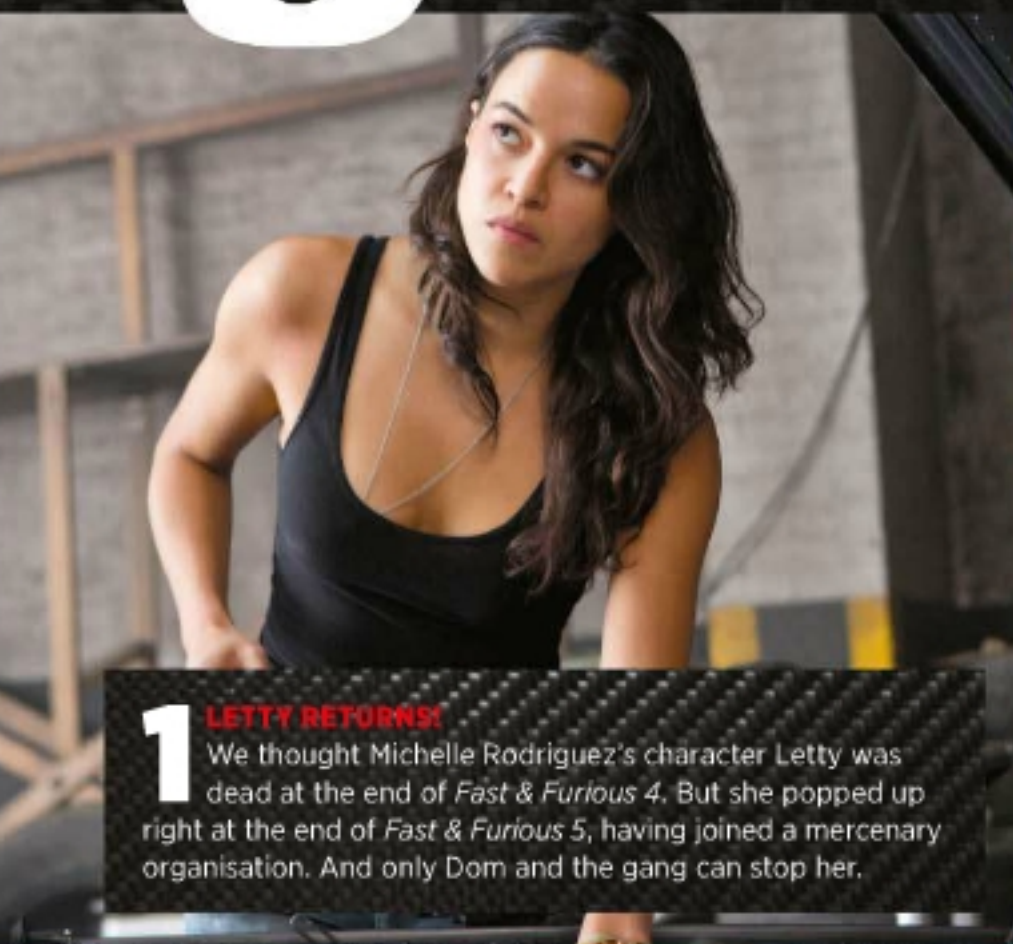 1
LETTY RETURNS!
We thought Michelle Rodriguez's character Letty was
dead at the end of Fast & Furious 4. But she popped up
right at the end of Fast & Furious 5, having joined a mercenary
organisation. And only Dom and the gang can stop her.